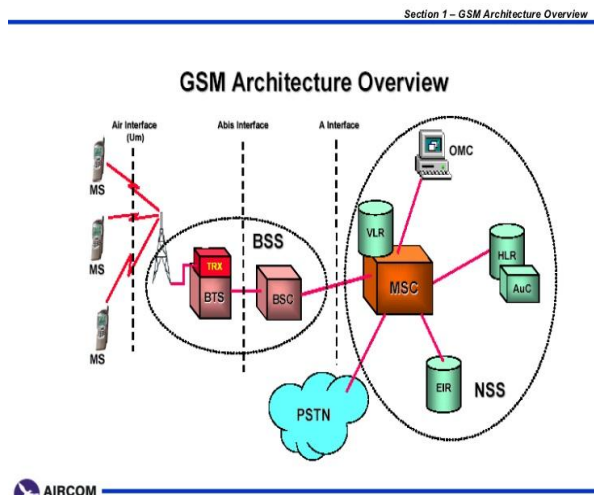 Section 1 – GSM Architecture Overview
GSM Architecture Overview
Air Interface
(Um)
Abis Interface
A Interface
OMC
MS
VLR
BSS
HLR
MS
TRX
MSC
AuC
BTS
BSC
MS
EIR
NSS
PSTN
AIRCOM